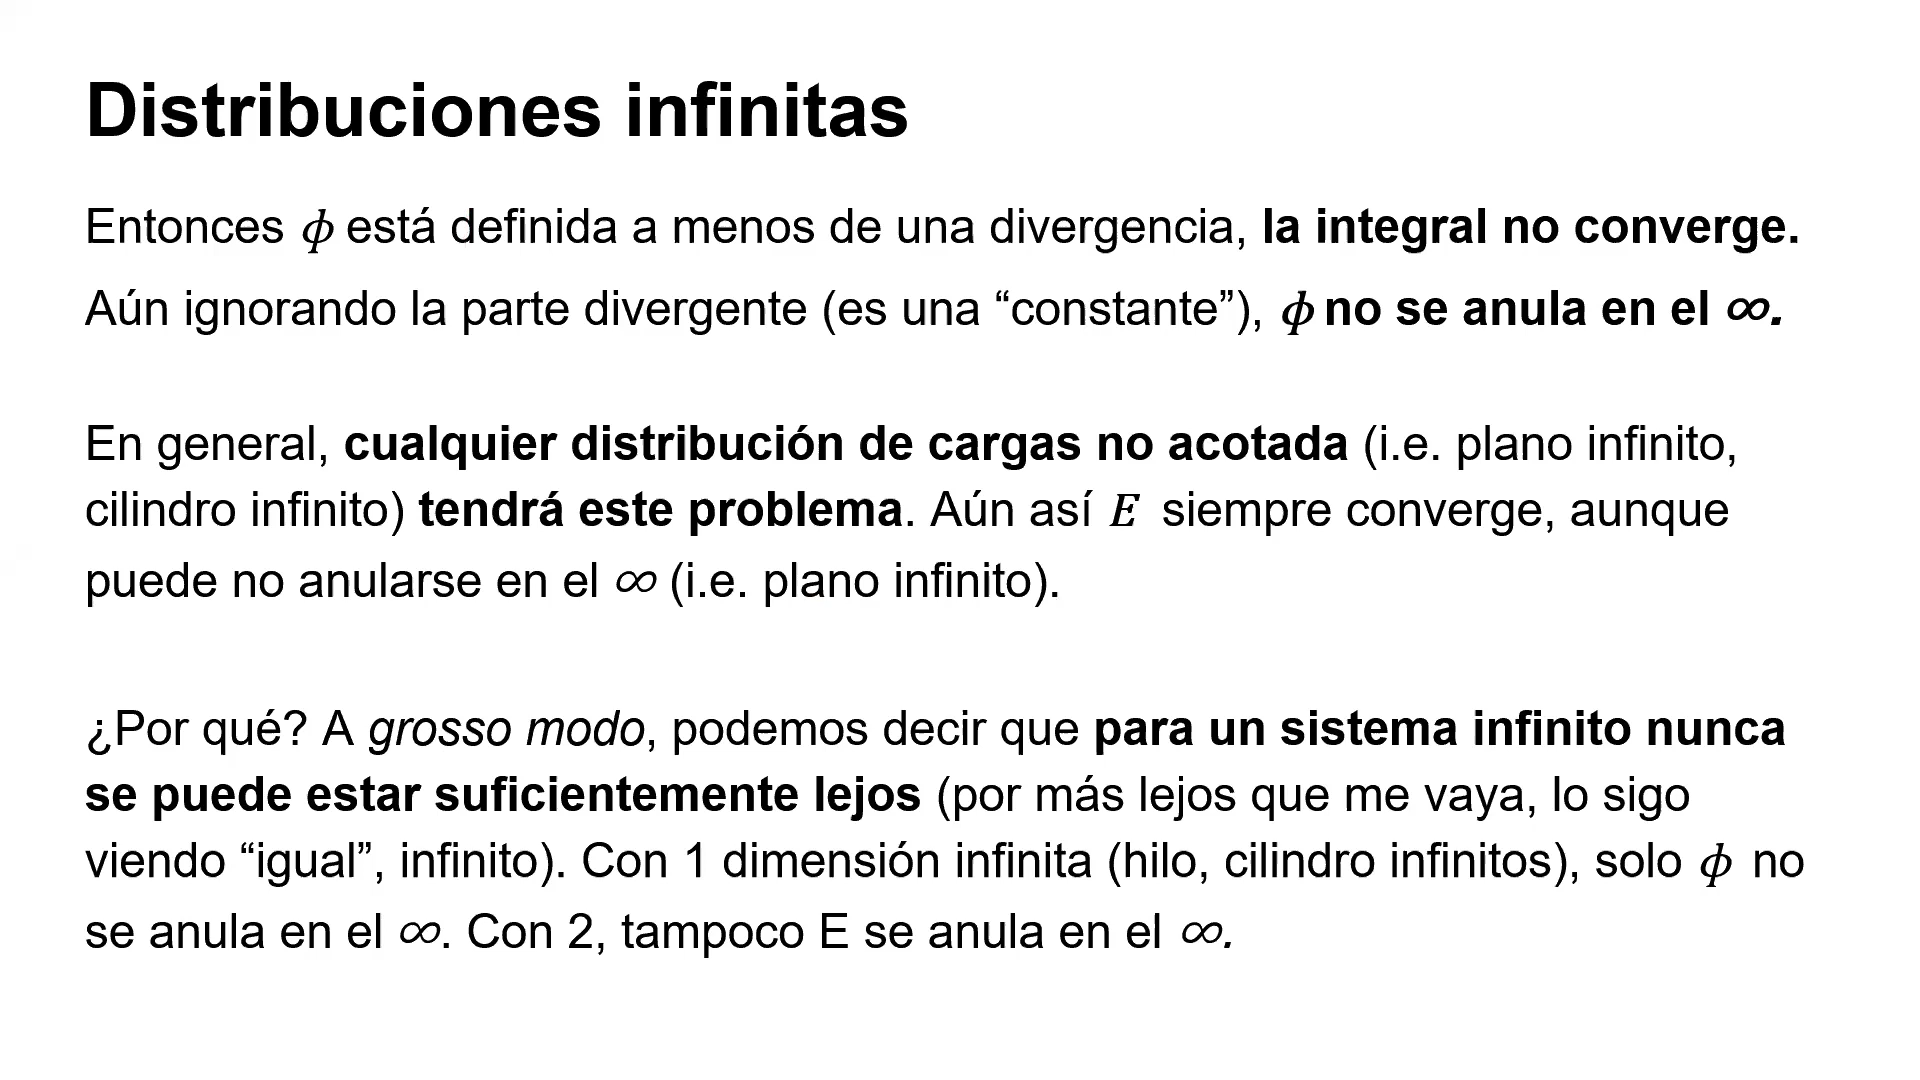 Distribuciones infinitas
Entonces ϕ está definida a menos de una divergencia, la integral no converge.
Aún ignorando la parte divergente (es una “constante”), ϕ no se anula en el ∞.
En general, cualquier distribución de cargas no acotada (i.e. plano infinito,
cilindro infinito) tendrá este problema. Aún así E siempre converge, aunque
puede no anularse en el ∞ (i.e. plano infinito).
¿Por qué? A grosso modo, podemos decir que para un sistema infinito nunca
se puede estar suficientemente lejos (por más lejos que me vaya, lo sigo
viendo “igual”, infinito). Con 1 dimensión infinita (hilo, cilindro infinitos), solo ϕ no
se anula en el ∞. Con 2, tampoco E se anula en el ∞.